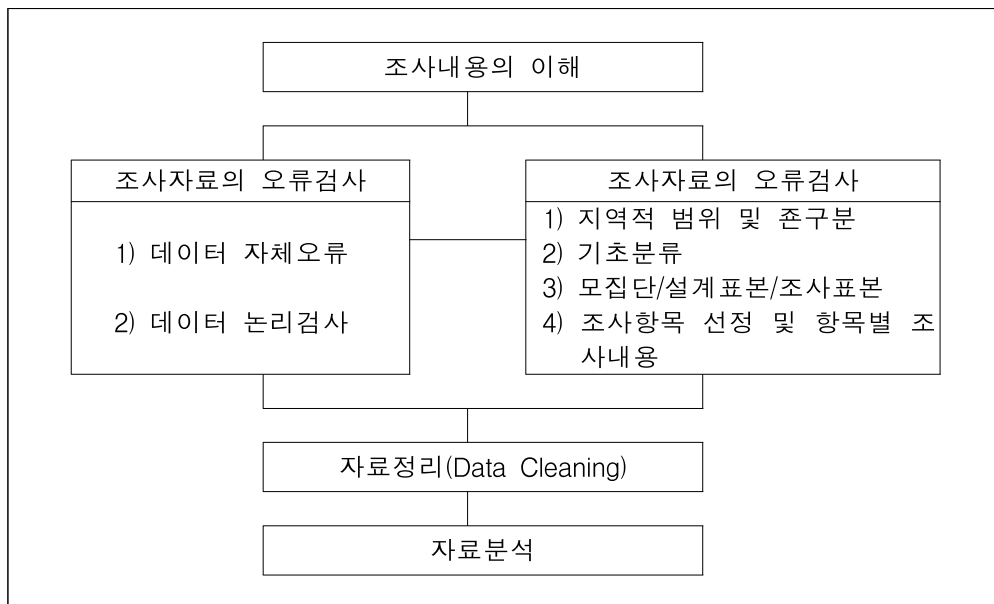 조사내용의 이해
조사자료의 오류검사
1) 데이터 자체오류
2) 데이터 논리검사
조사자료의 오류검사
1) 지역적 범위 및 죤구분
2) 기초분류
3) 모집단/설계표본/조사표본
4) 조사항목 선정 및 항목별 조
사내용
자료정리(Data Cleaning)
자료분석